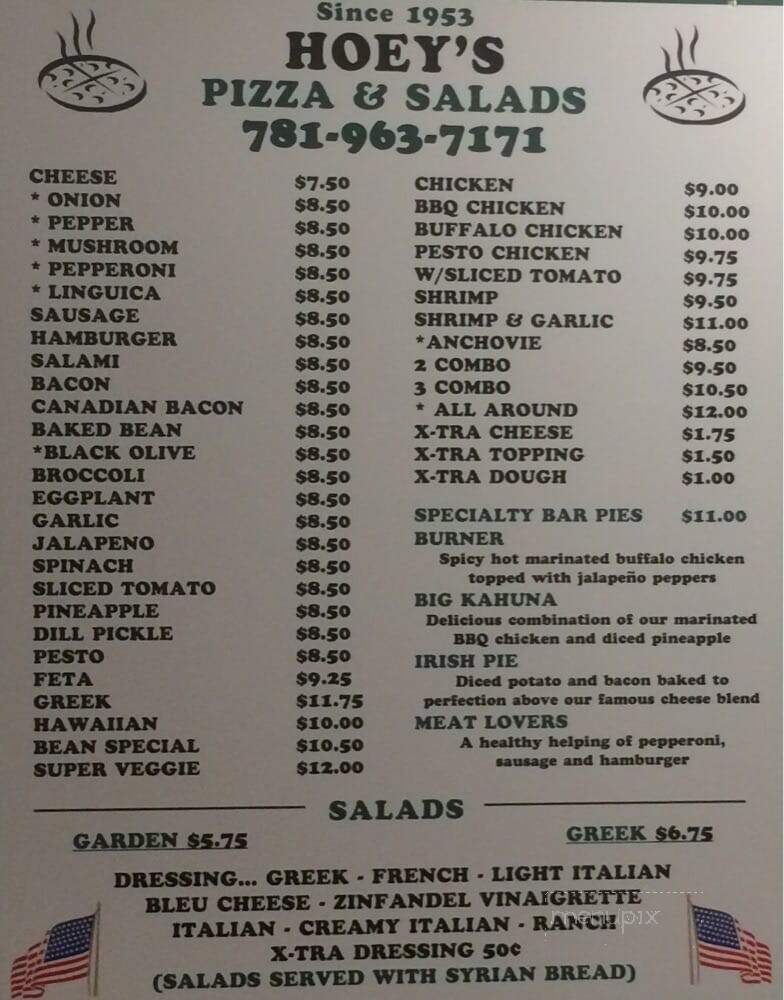 Since 1953
HOEY'S
PIZZA & SALADS
781-963-7171
CHEESE $7.50
* ONION $8.50
* PEPPER $8.50
* MUSHROOM $8.50
* PEPPERONI $8.50
* LINGUICA $8.50
SAUSAGE $8.50
HAMBURGER $8.50
SALAMI $8.50
BACON $8.50
CANADIAN BACON $8.50
BAKED BEAN $8.50
*BLACK OLIVE $8.50
BROCCOLI $8.50
EGGPLANT $8.50
GARLIC $8.50
JALAPENO $8.50
SPINACH $8.50
SLICED TOMATO $8.50
PINEAPPLE $8.50
DILL PICKLE $8.50
PESTO $8.50
FETA $9.25
GREEK $11.75
HAWAIIAN $10.00
BEAN SPECIAL $10.50
SUPER VEGGIE $12.00
CHICKEN $9.00
BBQ CHICKEN $10.00
BUFFALO CHICKEN $10.00
PESTO CHICKEN $9.75
W/SLICED TOMATO $9.75
SHRIMP $9.50
SHRIMP & GARLIC $11.00
*ANCHOVIE $8.50
2 COMBO $9.50
3 COMBO $10.50
* ALL AROUND $12.00
X-TRA CHEESE $1.75
X-TRA TOPPING $1.50
X-TRA DOUGH $1.00
SPECIALTY BAR PIES $11.00
BURNER
Spicy hot marinated buffalo chicken
topped with jalapeño peppers
BIG KAHUNA
Delicious combination of our marinated
BBQ chicken and diced pineapple
IRISH PIE
Diced potato and bacon baked to
perfection above our famous cheese blend
MEAT LOVERS
A healthy helping of pepperoni,
sausage and hamburger
SALADS
GARDEN $5.75 GREEK $6.75
DRESSING... GREEK - FRENCH - LIGHT ITALIAN
BLEU CHEESE - ZINFANDEL VINAIGRETTE
ITALIAN - CREAMY ITALIAN - RANCH
X-TRA DRESSING 50¢
(SALADS SERVED WITH SYRIAN BREAD)
menupix